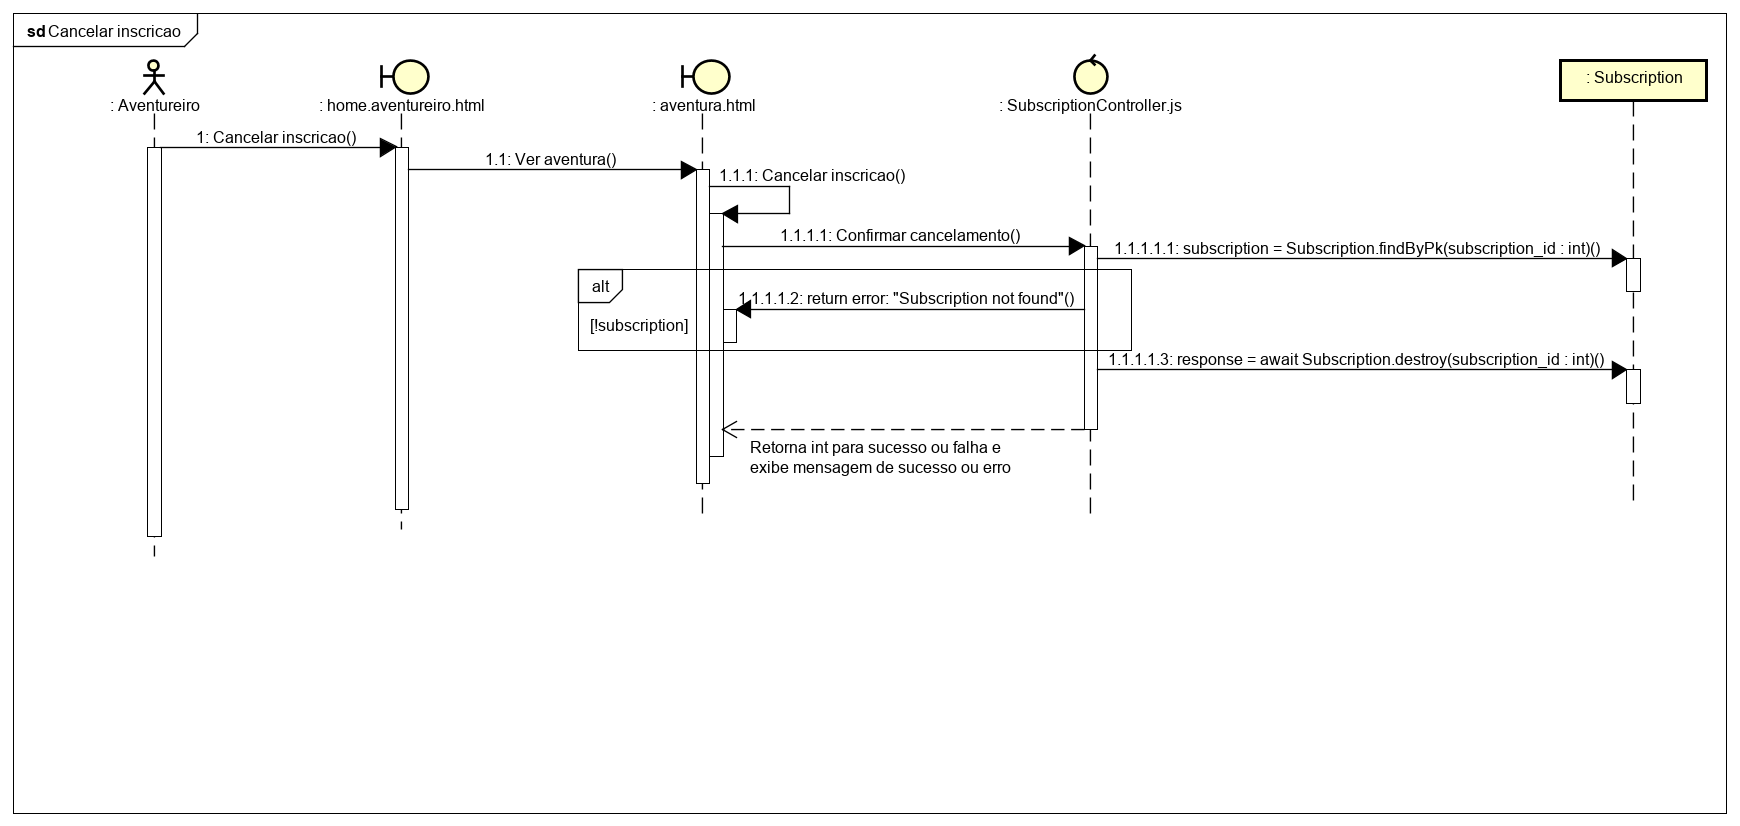 sd Cancelar inscricao
: Aventureiro
: home.aventureiro.html
: aventura.html
: SubscriptionController.js
: Subscription
1: Cancelar inscricao()
1.1: Ver aventura()
1.1.1: Cancelar inscricao()
1.1.1.1: Confirmar cancelamento()
1.1.1.1.1: subscription = Subscription.findByPk(subscription_id : int)()
alt
1.1.1.1.2: return error: "Subscription not found"()
[!subscription]
1.1.1.1.3: response = await Subscription.destroy(subscription_id : int)()
Retorna int para sucesso ou falha e
exibe mensagem de sucesso ou erro